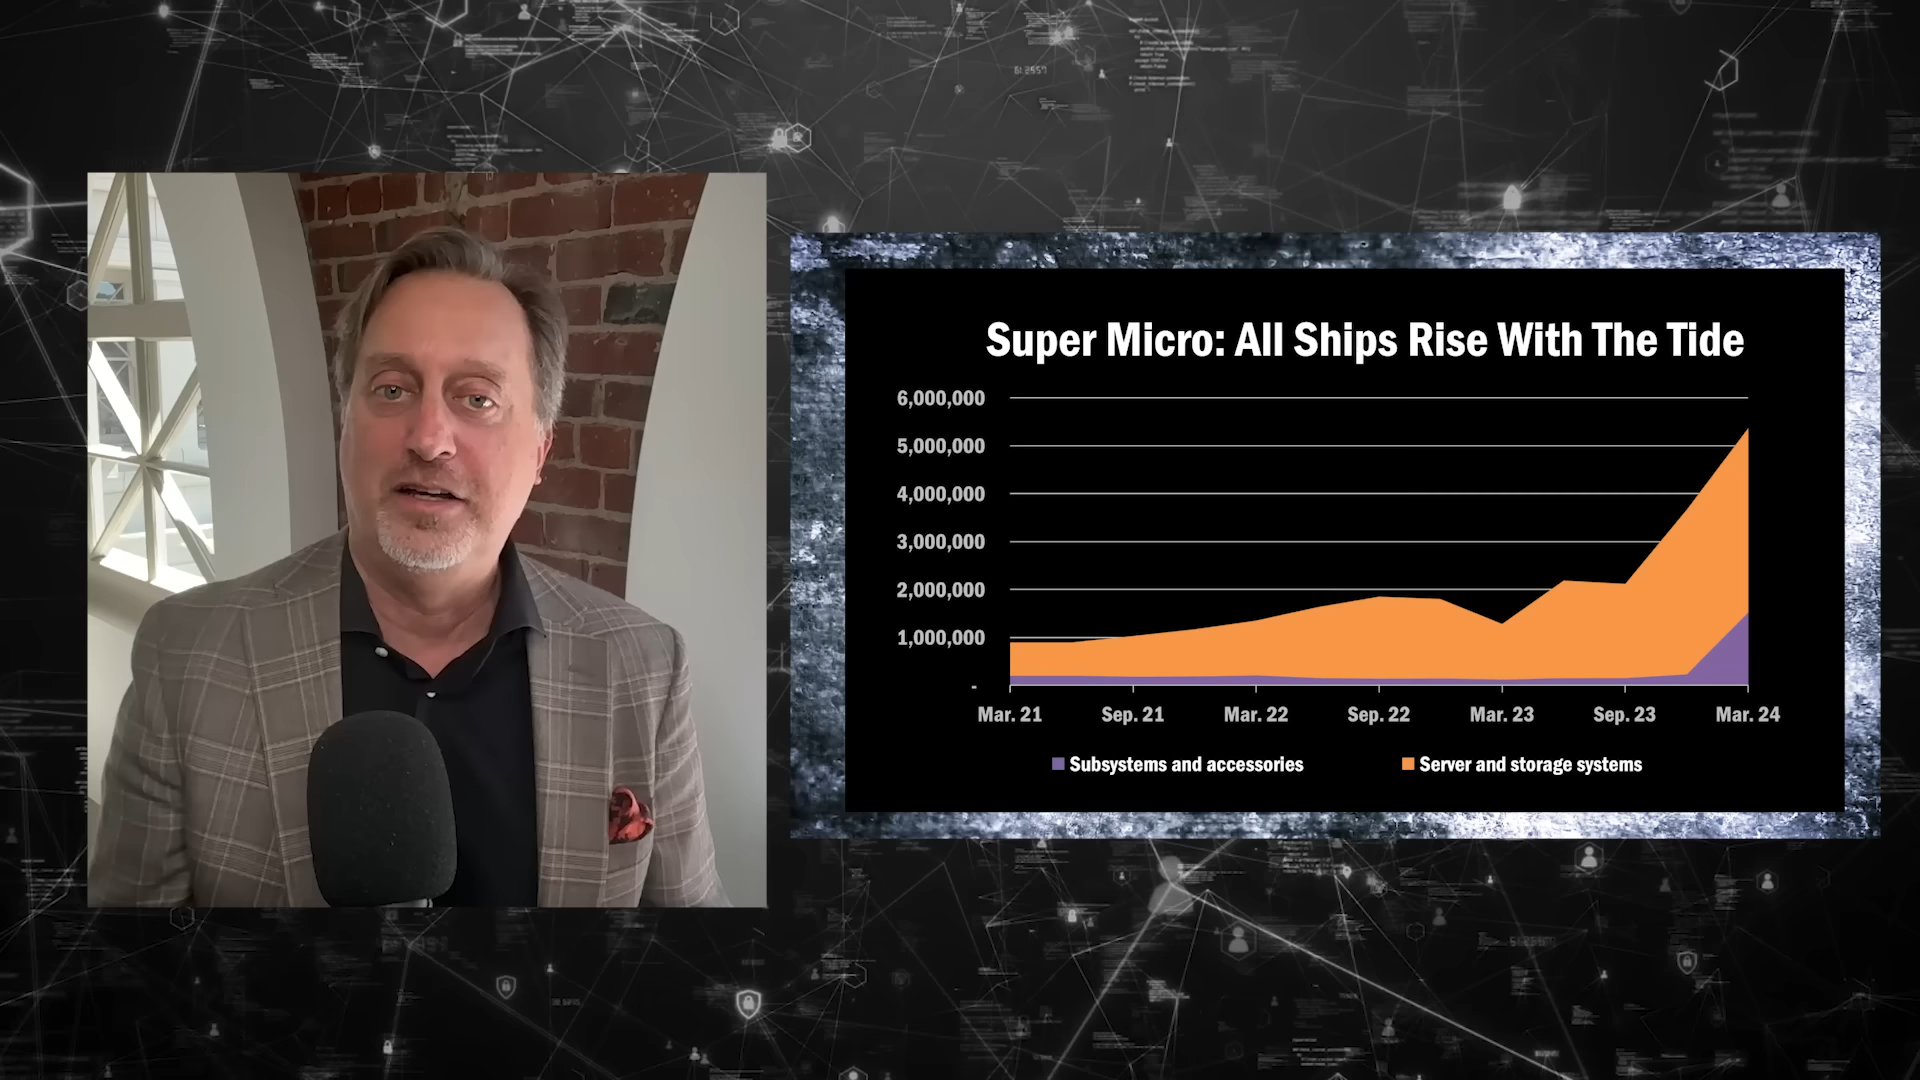 Super Micro: All Ships Rise With The Tide
6,000,000
5,000,000
4,000,000
3,000,000
2,000,000
1,000,000
-
Mar. 21 Sep. 21 Mar. 22 Sep. 22 Mar. 23 Sep. 23 Mar. 24
Subsystems and accessories Server and storage systems